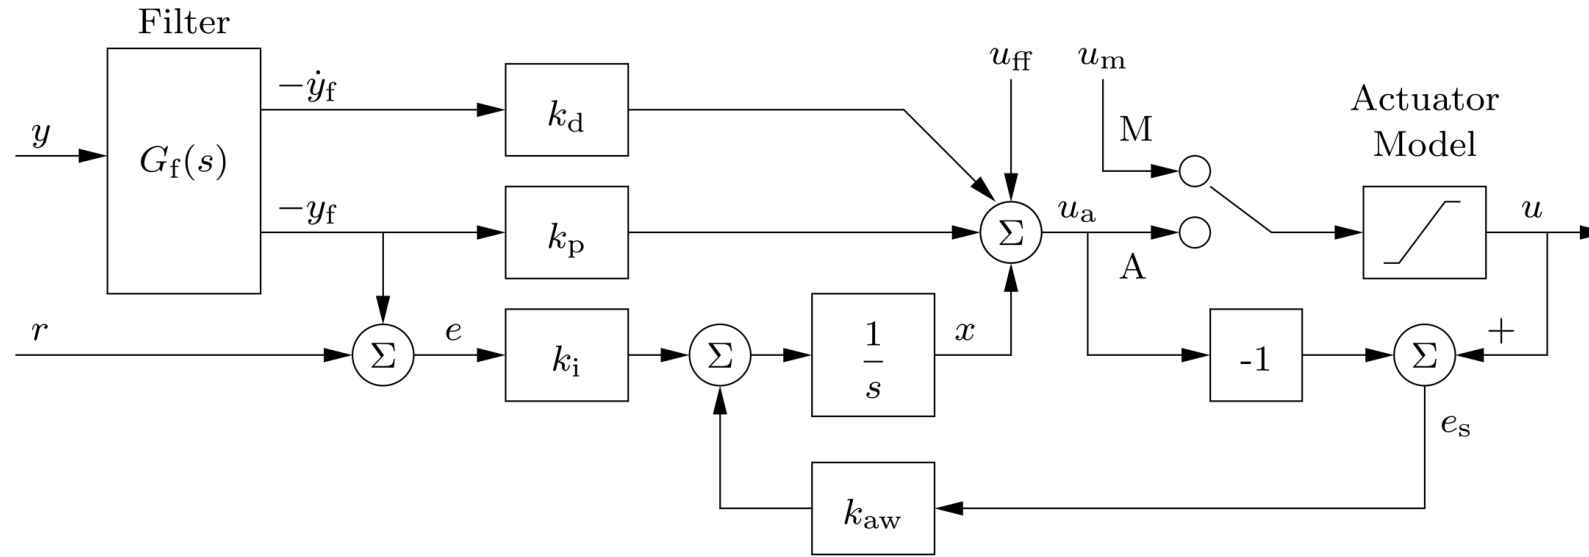 Filter
y
G_f(s)
−ẏ_f
k_d
−y_f
k_p
r
Σ
e
k_i
Σ
1/s
x
k_aw
u_ff
Σ
u_a
u_m
M
A
Actuator
Model
u
-1
Σ
+
e_s